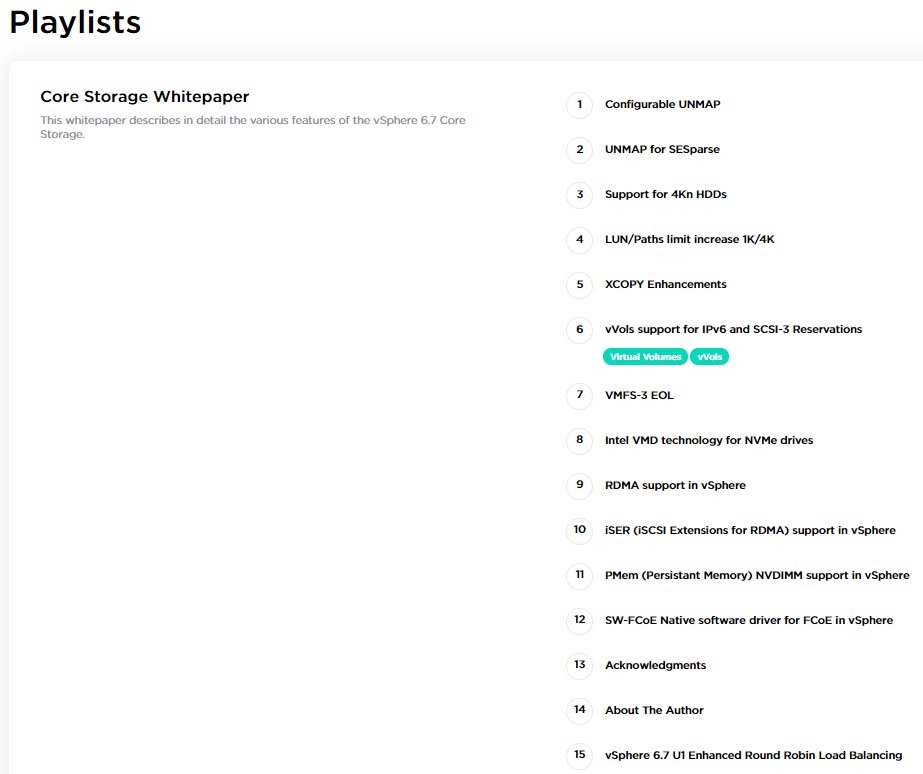 Playlists
Core Storage Whitepaper
This whitepaper describes in detail the various features of the vSphere 6.7 Core
Storage.
1 Configurable UNMAP
2 UNMAP for SESparse
3 Support for 4Kn HDDs
4 LUN/Paths limit increase 1K/4K
5 XCOPY Enhancements
6 vVols support for IPv6 and SCSI-3 Reservations
Virtual Volumes vVols
7 VMFS-3 EOL
8 Intel VMD technology for NVMe drives
9 RDMA support in vSphere
10 iSER (iSCSI Extensions for RDMA) support in vSphere
11 PMem (Persistant Memory) NVDIMM support in vSphere
12 SW-FCoE Native software driver for FCoE in vSphere
13 Acknowledgments
14 About The Author
15 vSphere 6.7 U1 Enhanced Round Robin Load Balancing